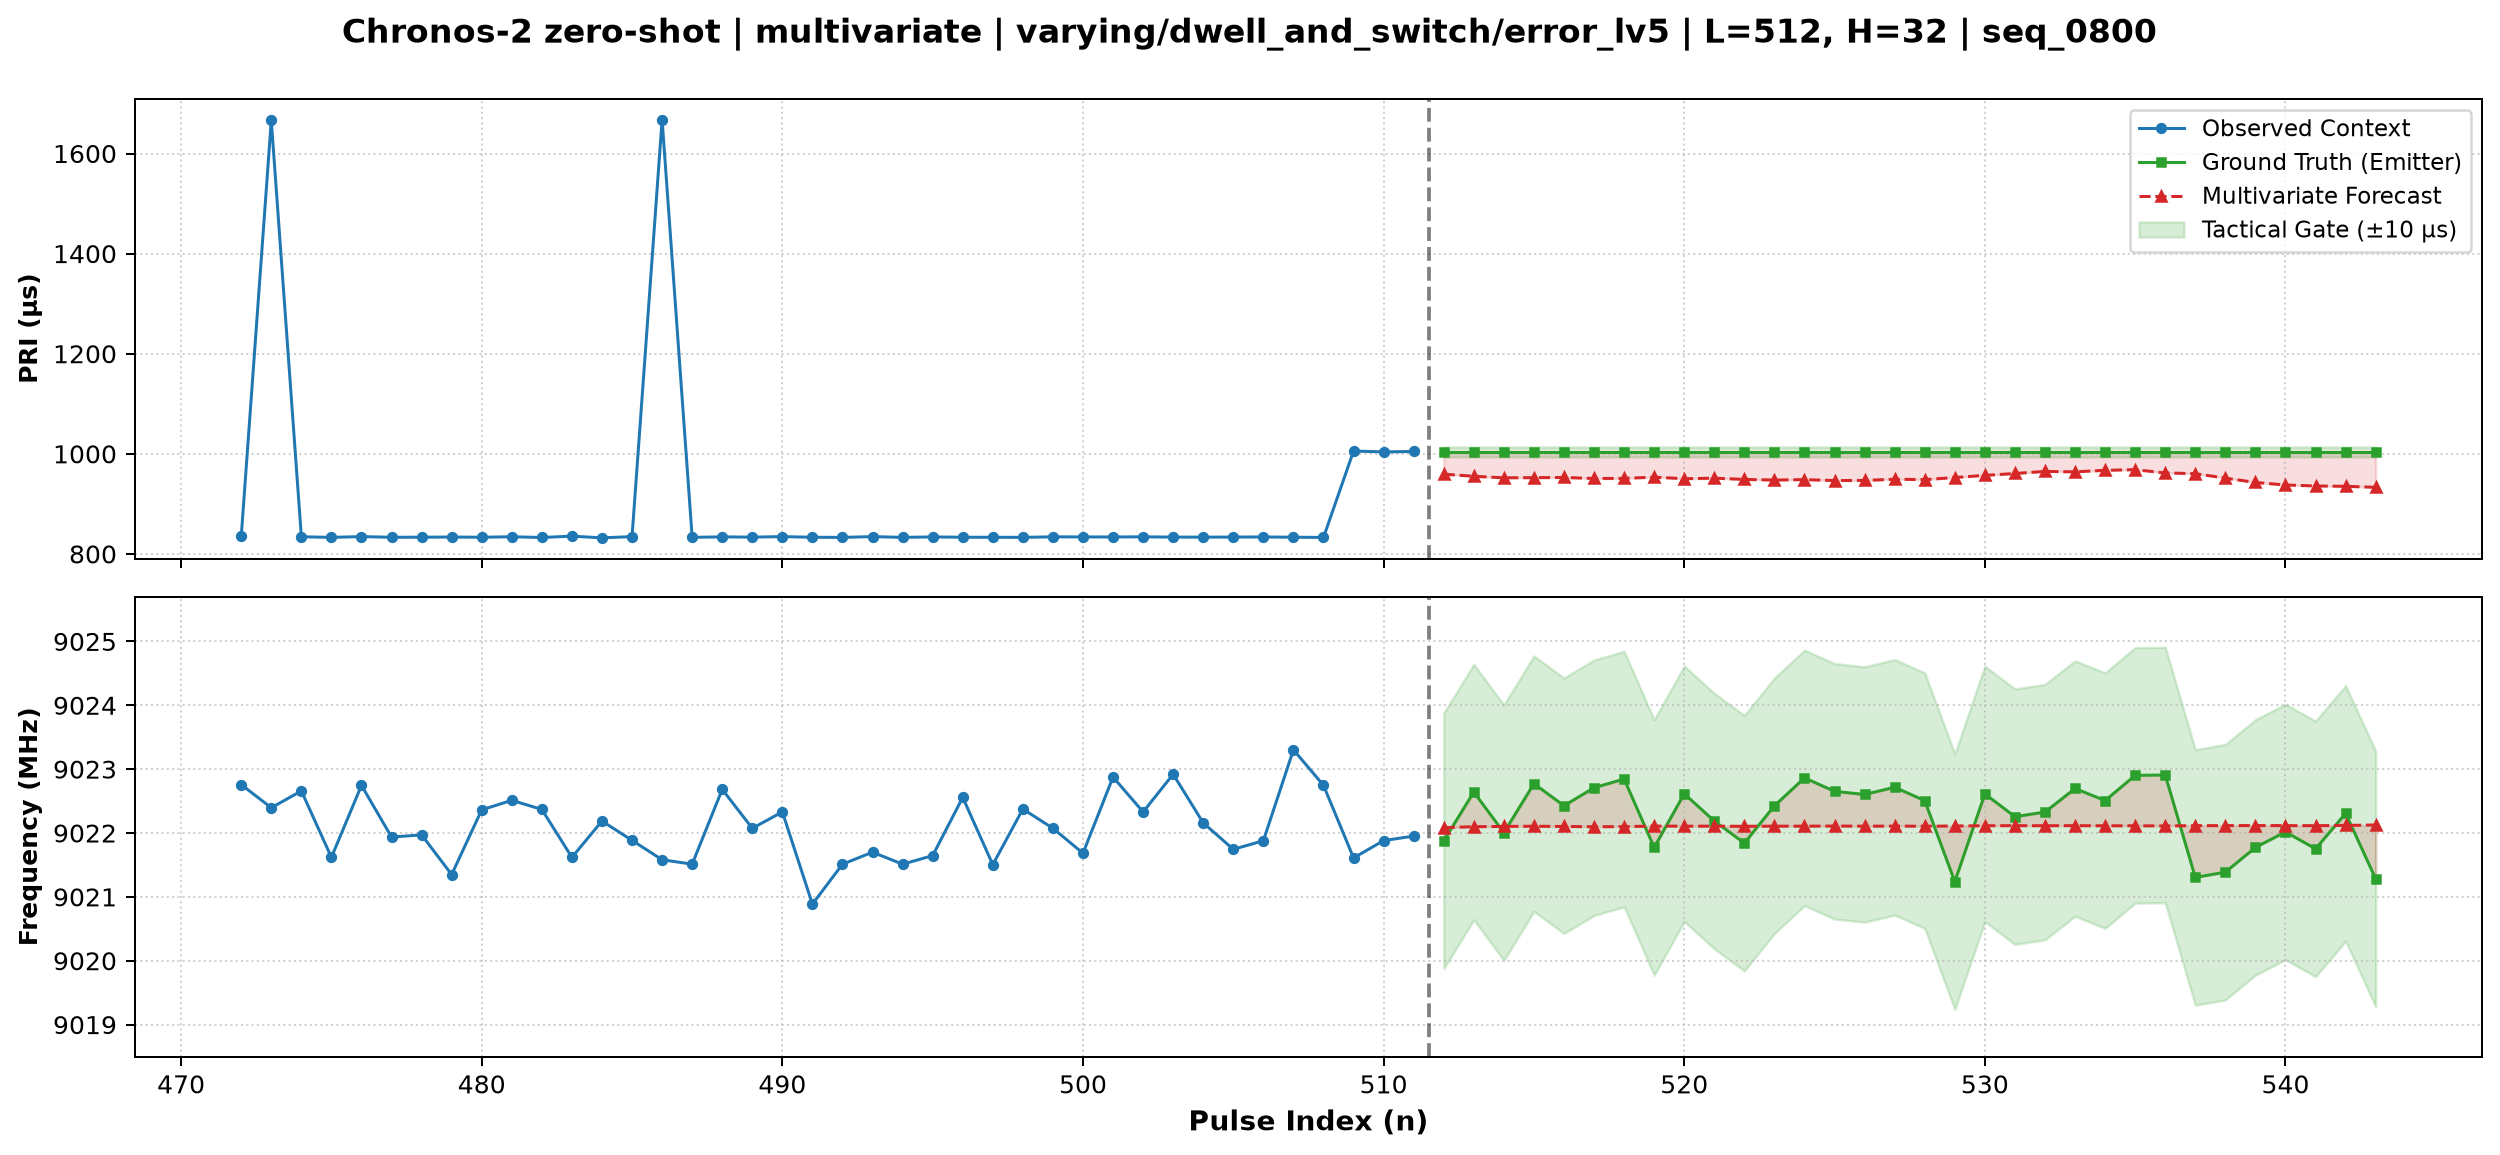 Chronos-2 zero-shot | multivariate | varying/dwell_and_switch/error_lv5 | L=512, H=32 | seq_0800
PRI (µs)
1600
1400
1200
1000
800
Observed Context
Ground Truth (Emitter)
Multivariate Forecast
Tactical Gate (±10 µs)
Frequency (MHz)
9025
9024
9023
9022
9021
9020
9019
470 480 490 500 510 520 530 540
Pulse Index (n)